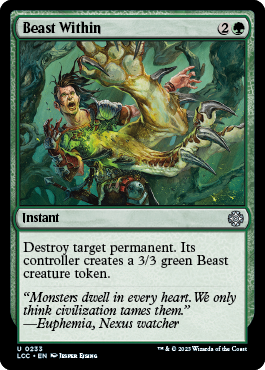 Beast Within 2
Instant
Destroy target permanent. Its
controller creates a 3/3 green Beast
creature token.
“Monsters dwell in every heart. We only
think civilization tames them.”
—Euphemia, Nexus watcher
U 0233
LCC • EN Jesper Ejsing
™ & © 2023 Wizards of the Coast